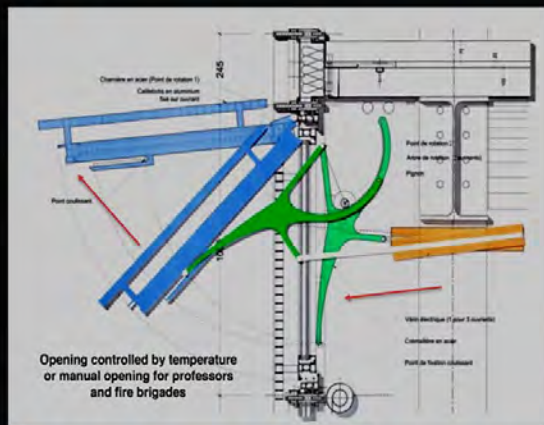 245
Charnière en acier (Point de rotation 1)
Caillebotis en aluminium
fixé sur ouvrant
Point de rotation 2
Pignon
Point coulissant
Vérin électrique (1 pour 3 ouvrants)
Crémaillère en acier
Point de fixation coulissant
Opening controlled by temperature
or manual opening for professors
and fire brigades